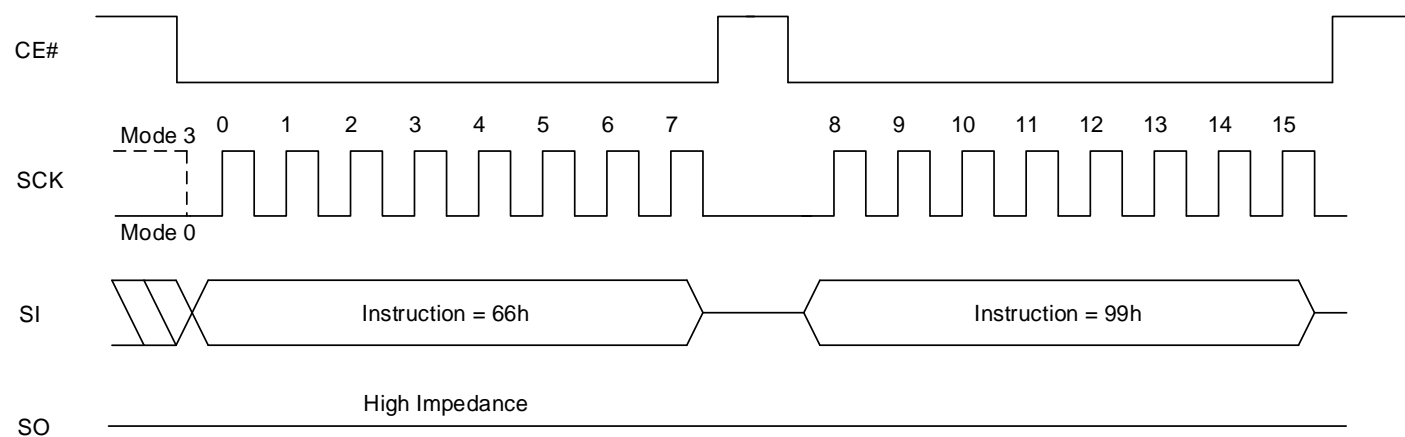 CE#
Mode 3
0 1 2 3 4 5 6 7 8 9 10 11 12 13 14 15
SCK
Mode 0
SI
Instruction = 66h
Instruction = 99h
High Impedance
SO